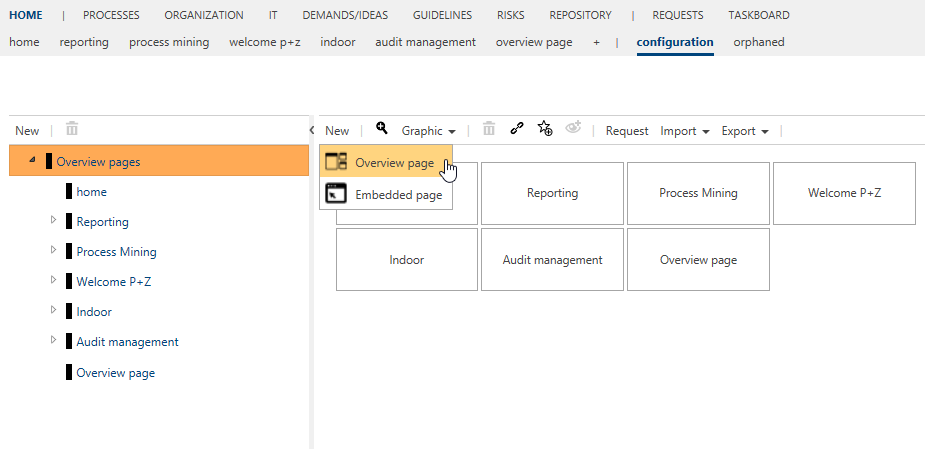 HOME | PROCESSES ORGANIZATION IT DEMANDS/IDEAS GUIDELINES RISKS REPOSITORY | REQUESTS TASKBOARD
home reporting process mining welcome p+z indoor audit management overview page + | configuration orphaned
New
New Graphic Request Import Export
Overview pages
home
Reporting
Process Mining
Welcome P+Z
Indoor
Audit management
Overview page
Overview page
Embedded page
Reporting Process Mining Welcome P+Z
Indoor Audit management Overview page